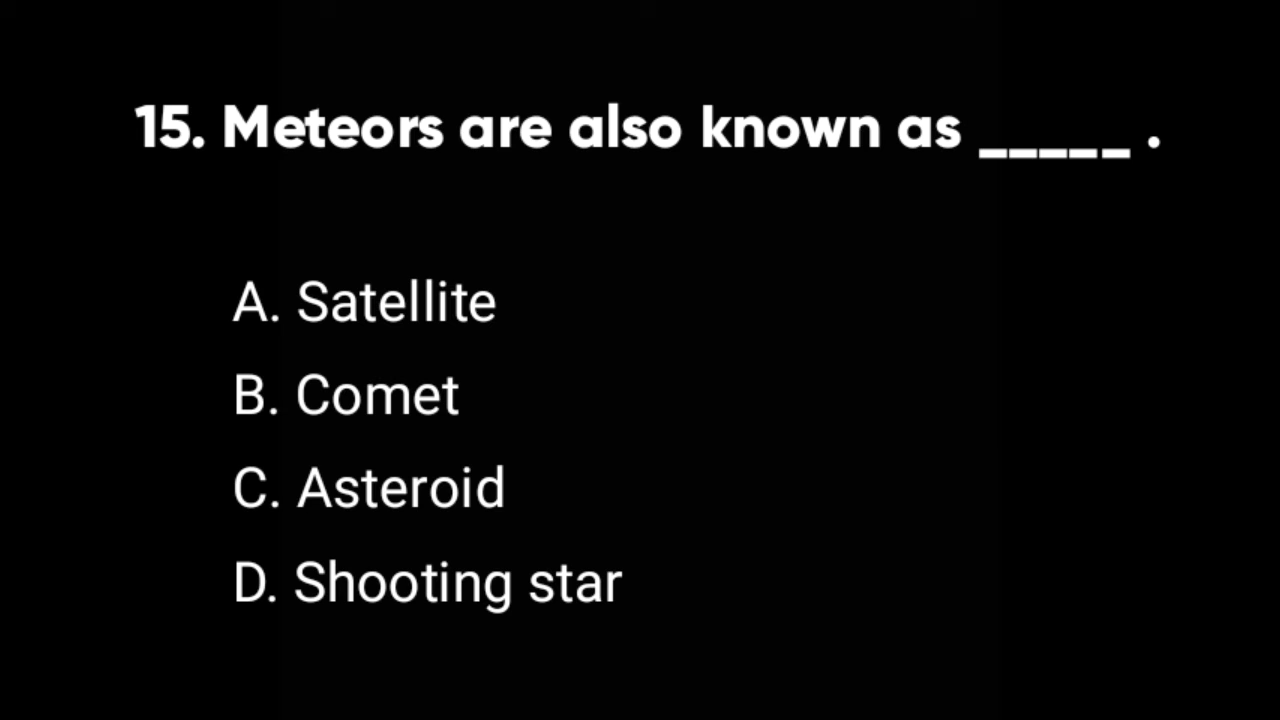 15. Meteors are also known as _____ .
A. Satellite
B. Comet
C. Asteroid
D. Shooting star